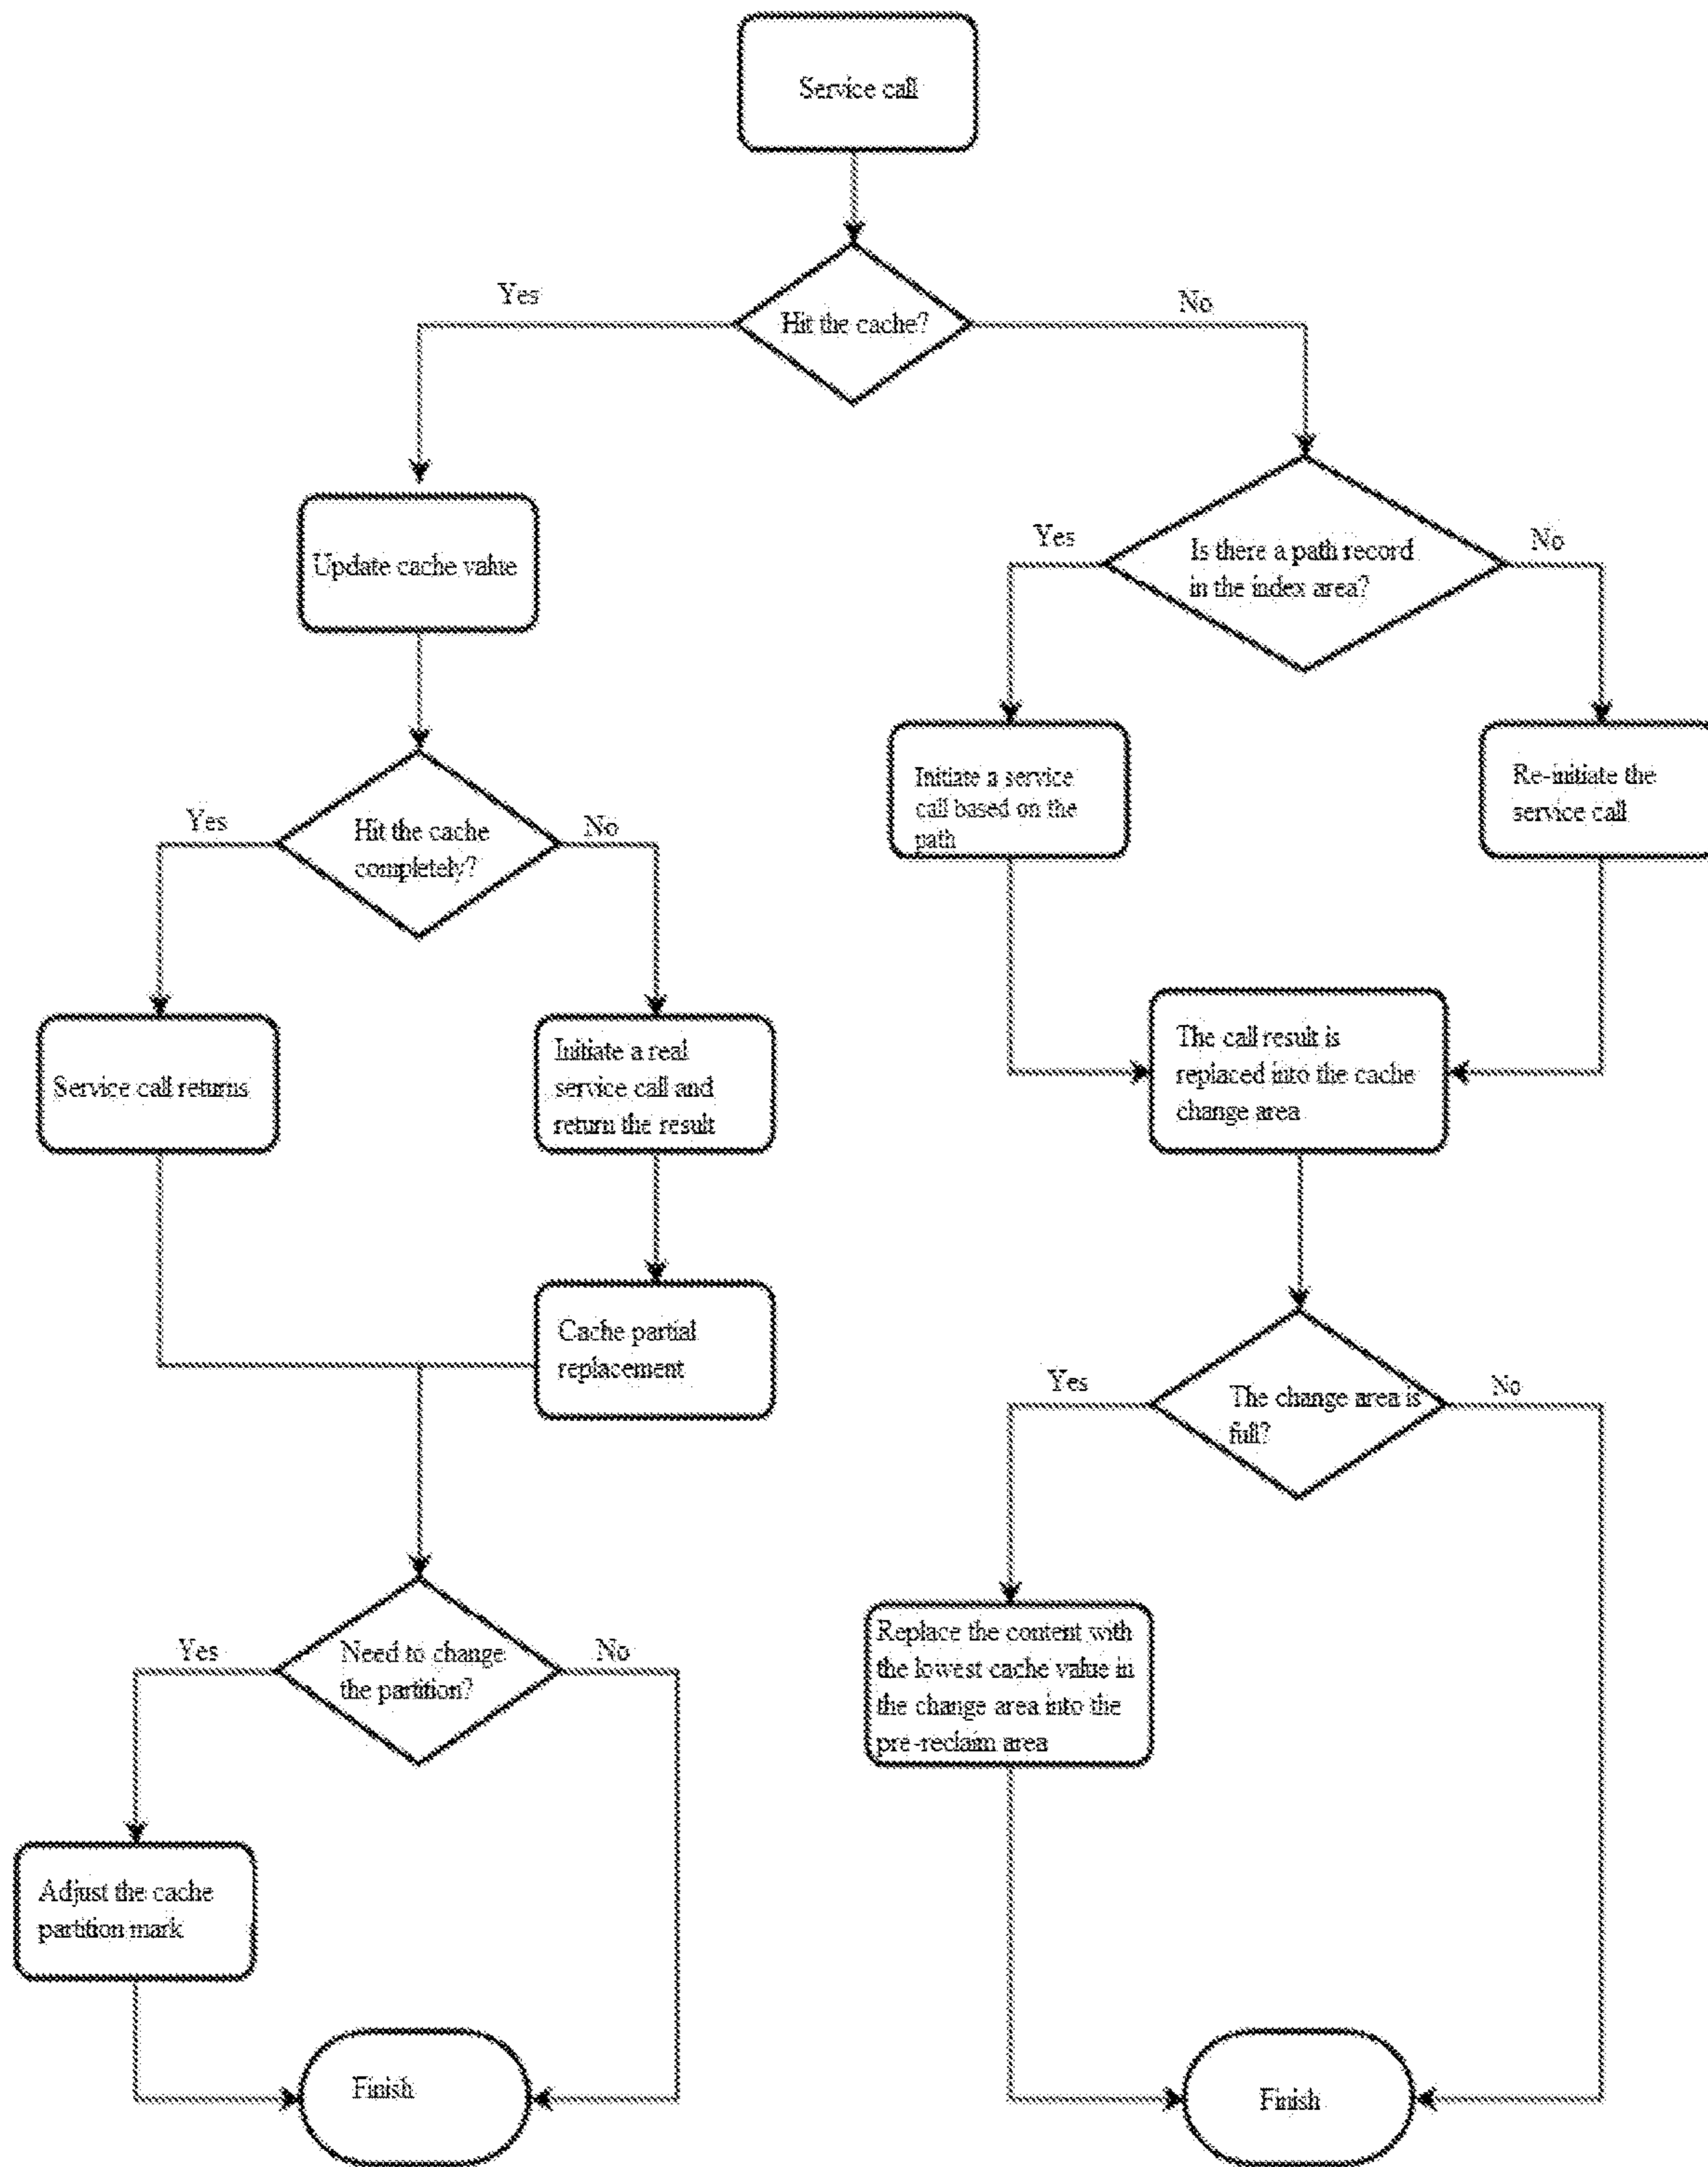 Service call
Yes
No
Hit the cache?
Update cache value
Yes
Is there a path record
in the index area?
No
Initiate a service
call based on the
path
Re-initiate the
service call
Yes
Hit the cache
completely?
No
Service call returns
Initiate a real
service call and
return the result
The call result is
replaced into the cache
change area
Cache partial
replacement
Yes
The change area is
full?
No
Yes
Need to change
the partition?
No
Replace the content with
the lowest cache value in
the change area into the
pre-reclaim area
Adjust the cache
partition mark
Finish
Finish